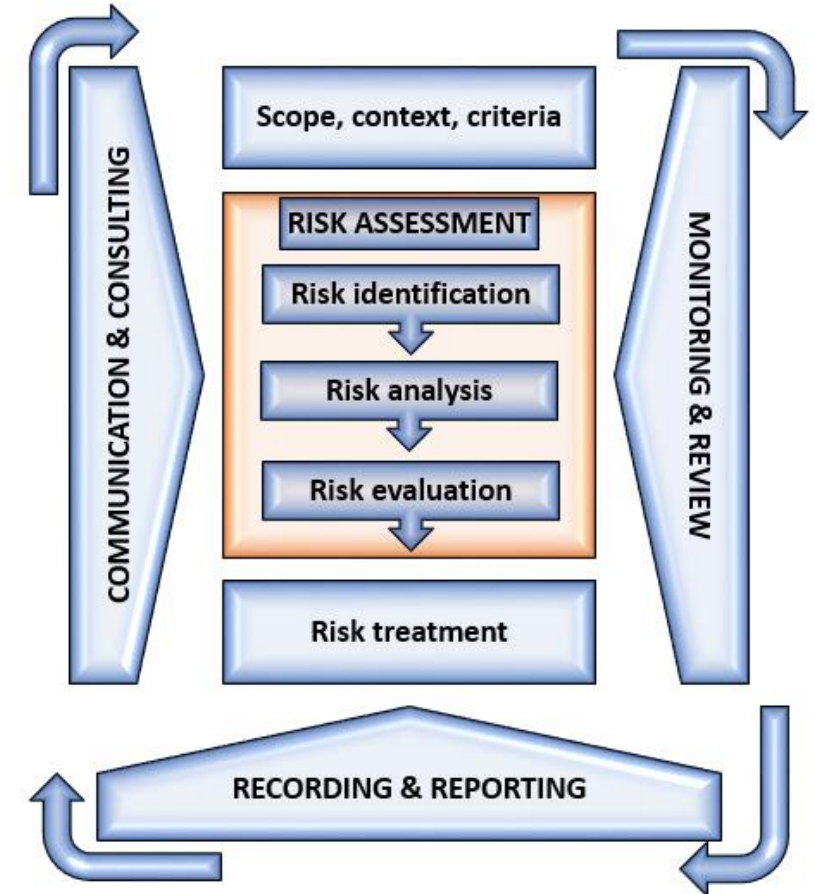 Scope, context, criteria
RISK ASSESSMENT
Risk identification
Risk analysis
Risk evaluation
Risk treatment
COMMUNICATION & CONSULTING
MONITORING & REVIEW
RECORDING & REPORTING